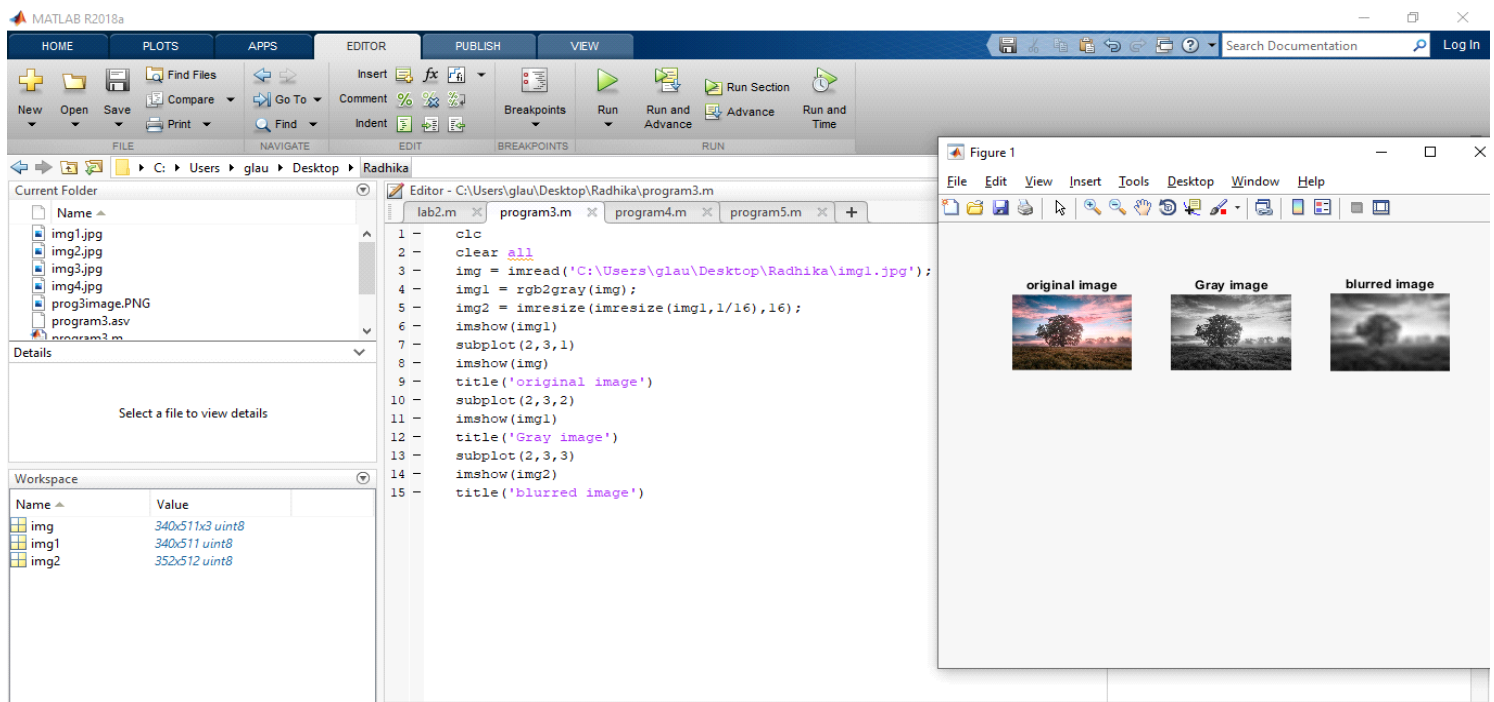 MATLAB R2018a
HOME PLOTS APPS EDITOR PUBLISH VIEW Search Documentation Log In
New Open Save Find Files Compare Print Go To Find Insert fx Comment Indent Breakpoints Run Run and Advance Run Section Advance Run and Time
FILE NAVIGATE EDIT BREAKPOINTS RUN
C: Users glau Desktop Radhika
Current Folder
Name
img1.jpg
img2.jpg
img3.jpg
img4.jpg
prog3image.PNG
program3.asv
program3.m
Details
Select a file to view details
Workspace
Name Value
img 340x511x3 uint8
img1 340x511 uint8
img2 352x512 uint8
Editor - C:\Users\glau\Desktop\Radhika\program3.m
lab2.m program3.m program4.m program5.m +
1 - clc
2 - clear all
3 - img = imread('C:\Users\glau\Desktop\Radhika\img1.jpg');
4 - img1 = rgb2gray(img);
5 - img2 = imresize(imresize(img1,1/16),16);
6 - imshow(img1)
7 - subplot(2,3,1)
8 - imshow(img)
9 - title('original image')
10 - subplot(2,3,2)
11 - imshow(img1)
12 - title('Gray image')
13 - subplot(2,3,3)
14 - imshow(img2)
15 - title('blurred image')
Figure 1
File Edit View Insert Tools Desktop Window Help
original image Gray image blurred image